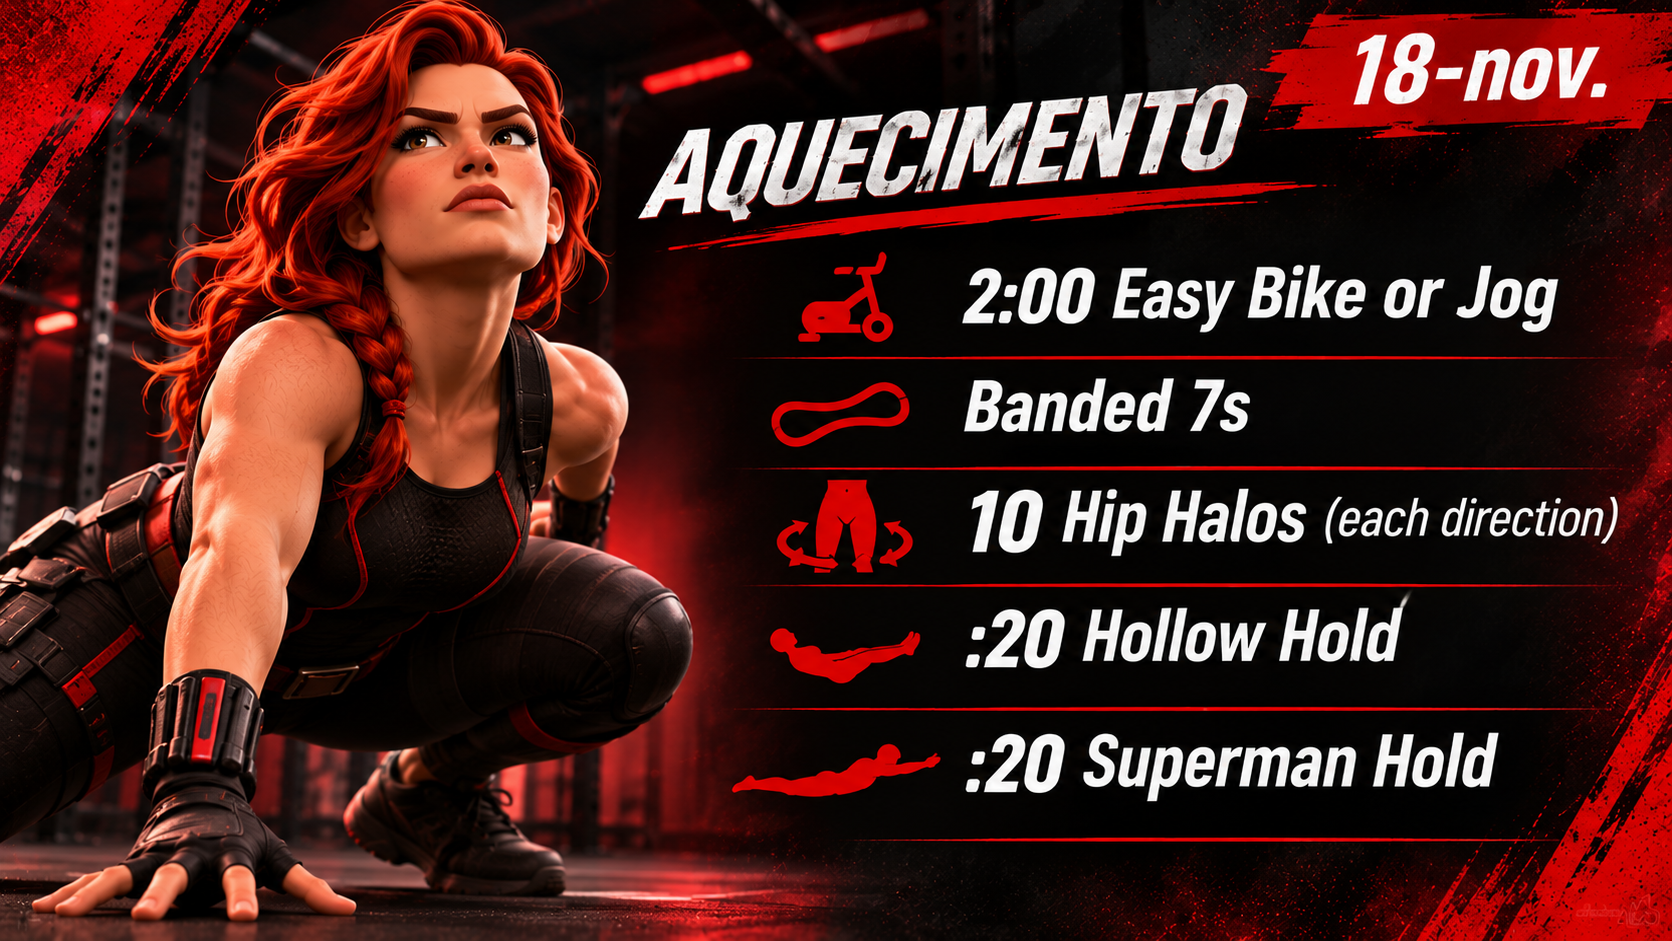 18-nov.
AQUECIMENTO
2:00 Easy Bike or Jog
Banded 7s
10 Hip Halos (each direction)
:20 Hollow Hold
:20 Superman Hold